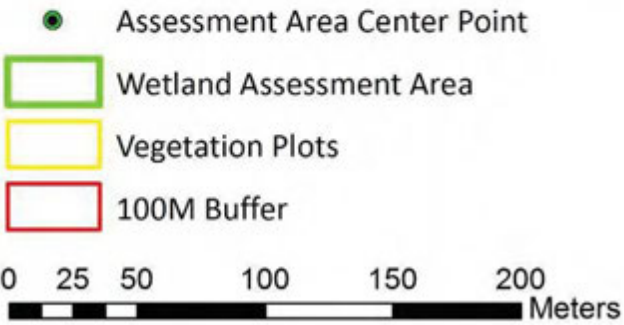 Assessment Area Center Point
Wetland Assessment Area
Vegetation Plots
100M Buffer
0 25 50 100 150 200
Meters